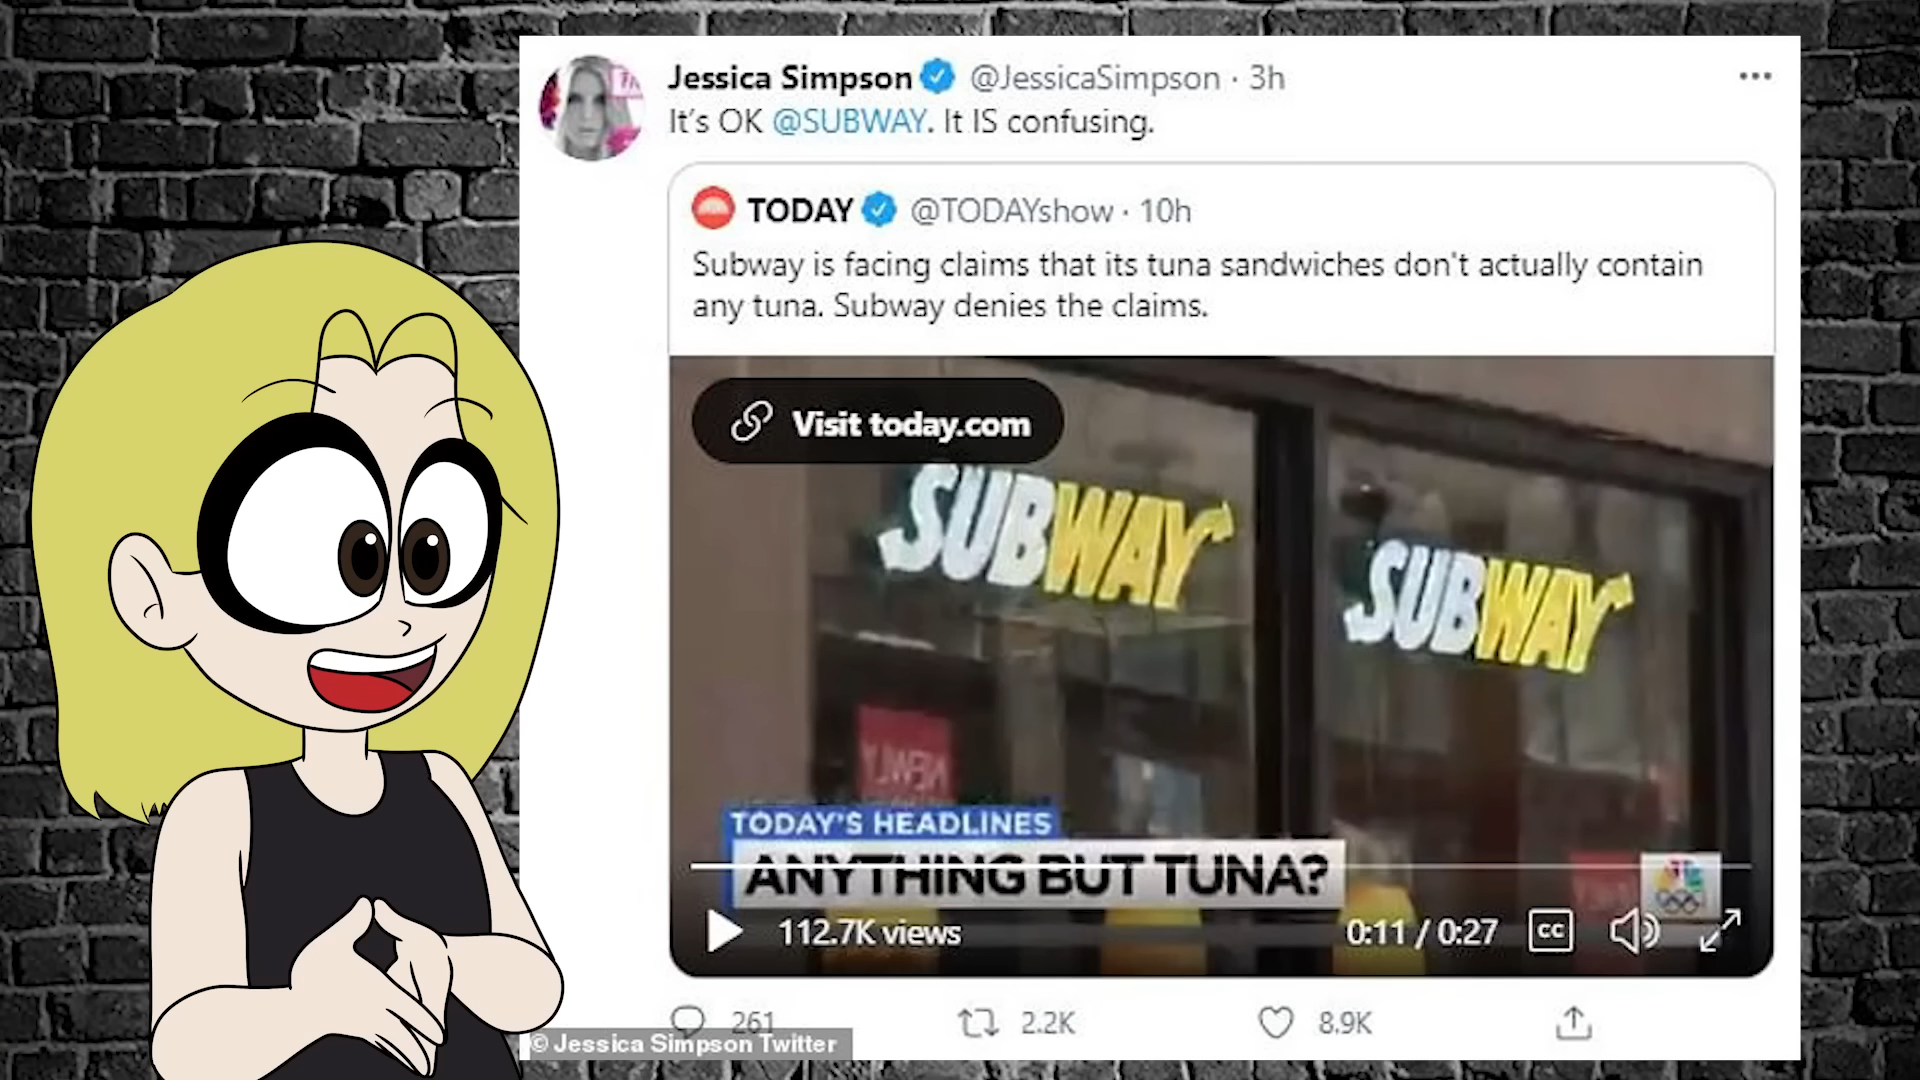 Jessica Simpson @JessicaSimpson · 3h
It's OK @SUBWAY. It IS confusing.
TODAY @TODAYshow · 10h
Subway is facing claims that its tuna sandwiches don't actually contain
any tuna. Subway denies the claims.
Visit today.com
SUBWAY
SUBWAY
TODAY'S HEADLINES
ANYTHING BUT TUNA?
112.7K views
0:11 / 0:27
CC
261
2.2K
8.9K
© Jessica Simpson Twitter